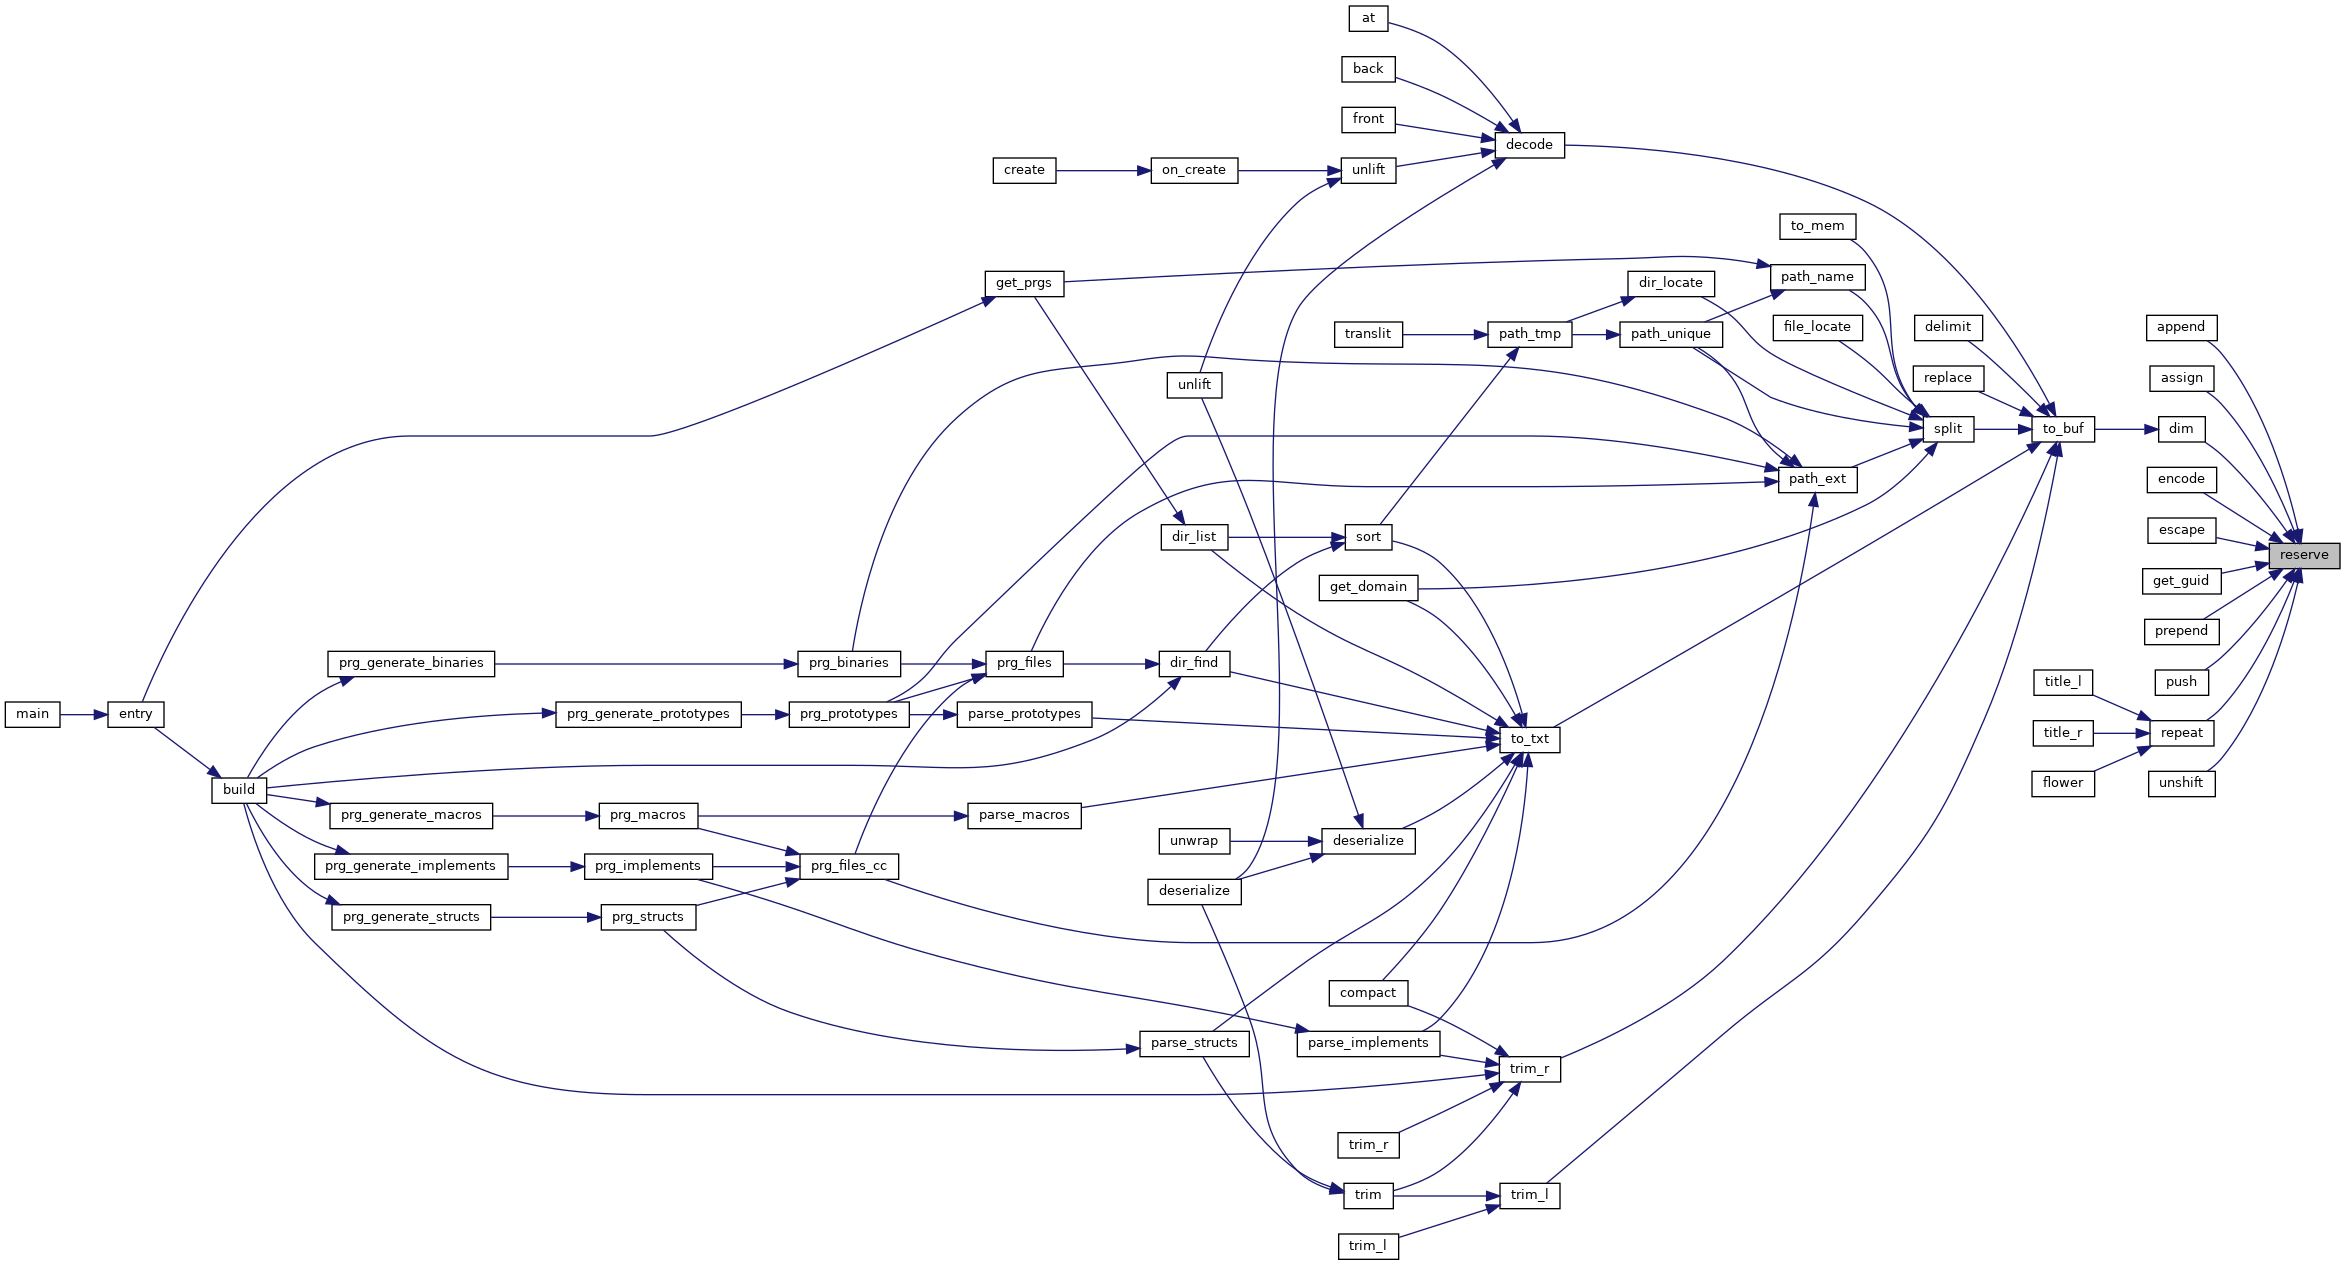 at
back
front
decode
create
on_create
unlift
to_mem
get_prgs
path_name
dir_locate
translit
path_tmp
path_unique
file_locate
delimit
append
unlift
replace
assign
split
to_buf
dim
path_ext
encode
dir_list
sort
escape
reserve
get_domain
get_guid
prepend
prg_generate_binaries
prg_binaries
prg_files
dir_find
push
title_l
main
entry
prg_generate_prototypes
prg_prototypes
parse_prototypes
to_txt
title_r
repeat
build
flower
unshift
prg_generate_macros
prg_macros
parse_macros
unwrap
deserialize
prg_generate_implements
prg_implements
prg_files_cc
deserialize
prg_generate_structs
prg_structs
compact
parse_structs
parse_implements
trim_r
trim_r
trim
trim_l
trim_l